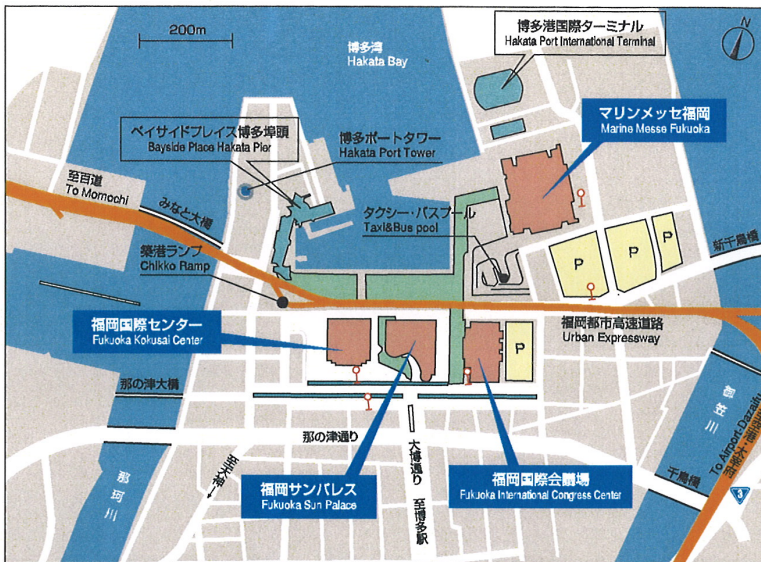 200m
博多湾
Hakata Bay
博多港国際ターミナル
Hakata Port International Terminal
N
マリンメッセ福岡
Marine Messe Fukuoka
ベイサイドプレイス博多埠頭
Bayside Place Hakata Pier
博多ポートタワー
Hakata Port Tower
至百道
To Momochi
みなと大橋
タクシー・バスプール
Taxi&Bus pool
築港ランプ
Chikko Ramp
新千鳥橋
P
P
P
福岡国際センター
Fukuoka Kokusai Center
福岡都市高速道路
Urban Expressway
P
那の津大橋
那の津通り
御笠川
那珂川
至天神
大博通り
至博多駅
福岡サンパレス
Fukuoka Sun Palace
福岡国際会議場
Fukuoka International Congress Center
千鳥橋
To Airport-Dazaifu
3